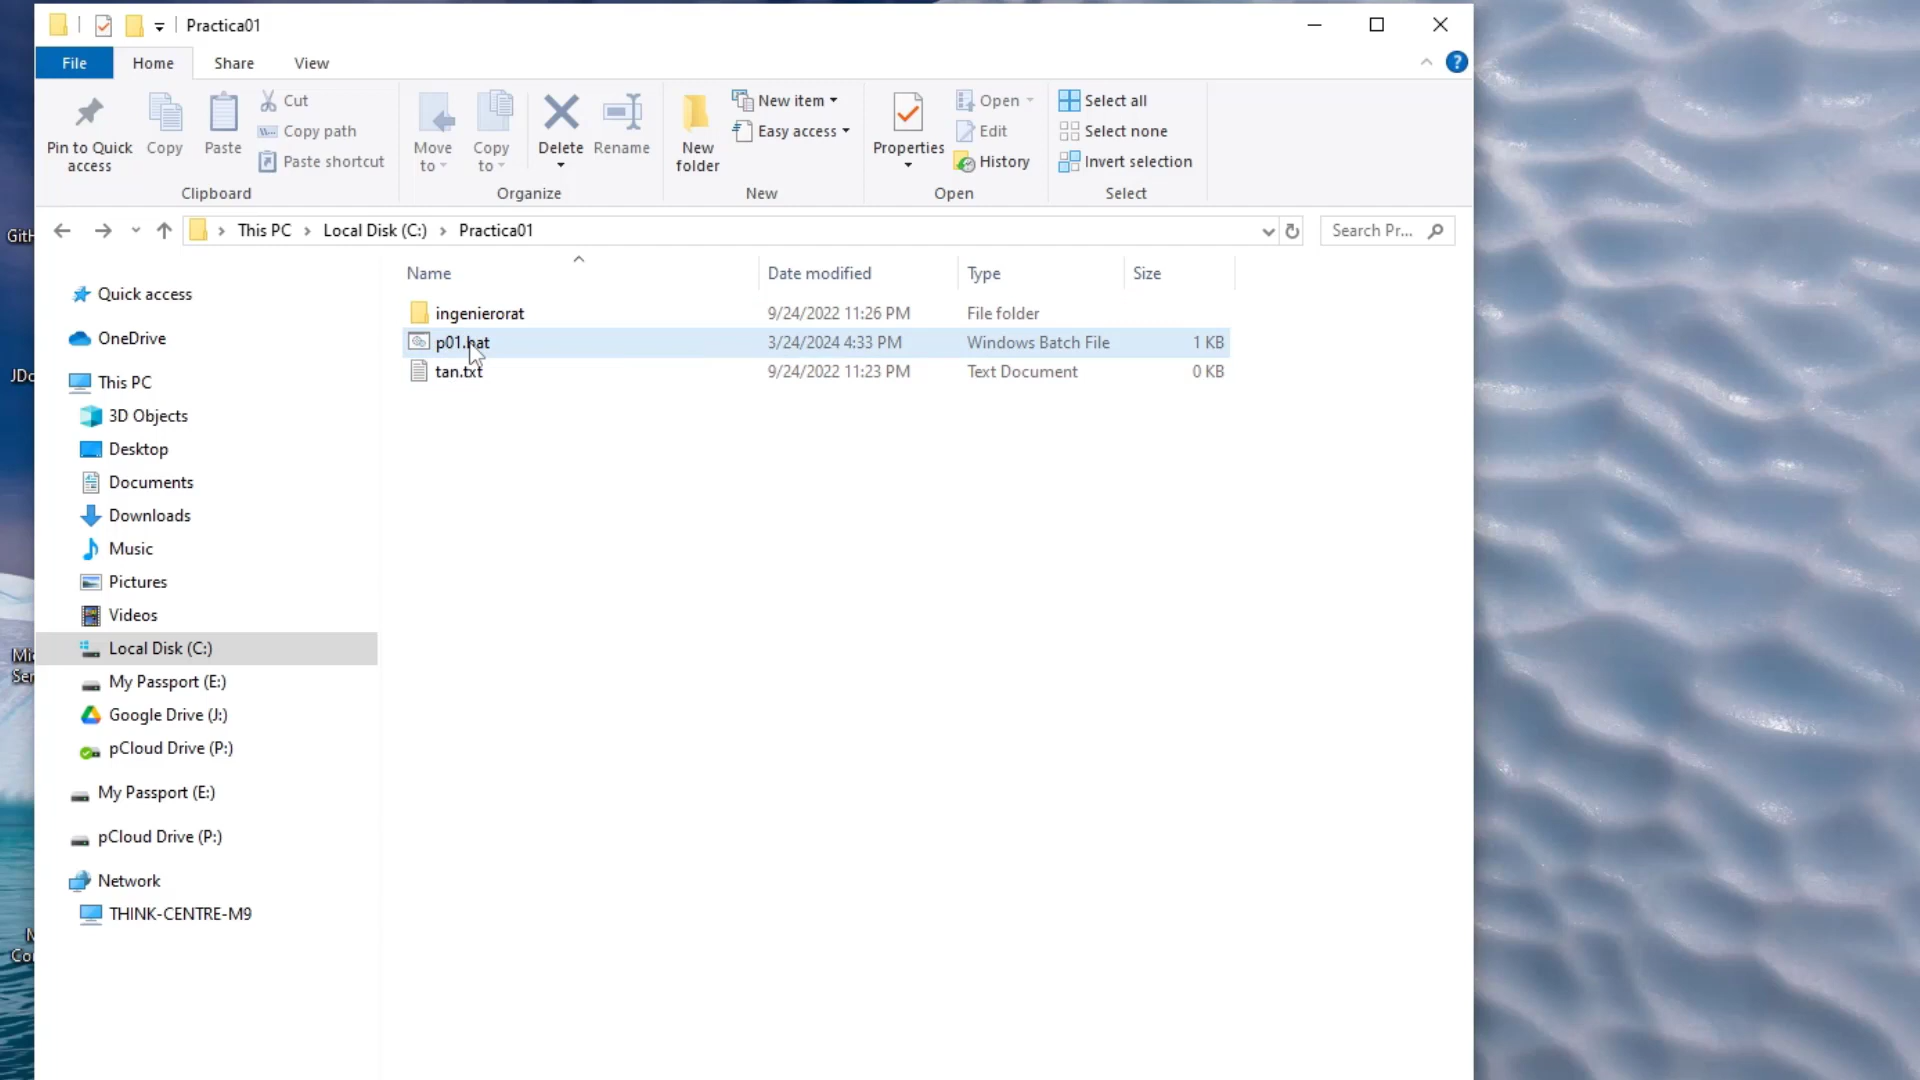 Practica01
File
Home
Share
View
Pin to Quick access
Copy
Paste
Cut
Copy path
Paste shortcut
Clipboard
Move to
Copy to
Delete
Rename
Organize
New folder
New item
Easy access
New
Properties
Open
Edit
History
Open
Select all
Select none
Invert selection
Select
This PC > Local Disk (C:) > Practica01
Search Pr...
Name
Date modified
Type
Size
ingenierorat 9/24/2022 11:26 PM File folder
p01.bat 3/24/2024 4:33 PM Windows Batch File 1 KB
tan.txt 9/24/2022 11:23 PM Text Document 0 KB
Quick access
OneDrive
This PC
3D Objects
Desktop
Documents
Downloads
Music
Pictures
Videos
Local Disk (C:)
My Passport (E:)
Google Drive (J:)
pCloud Drive (P:)
My Passport (E:)
pCloud Drive (P:)
Network
THINK-CENTRE-M9